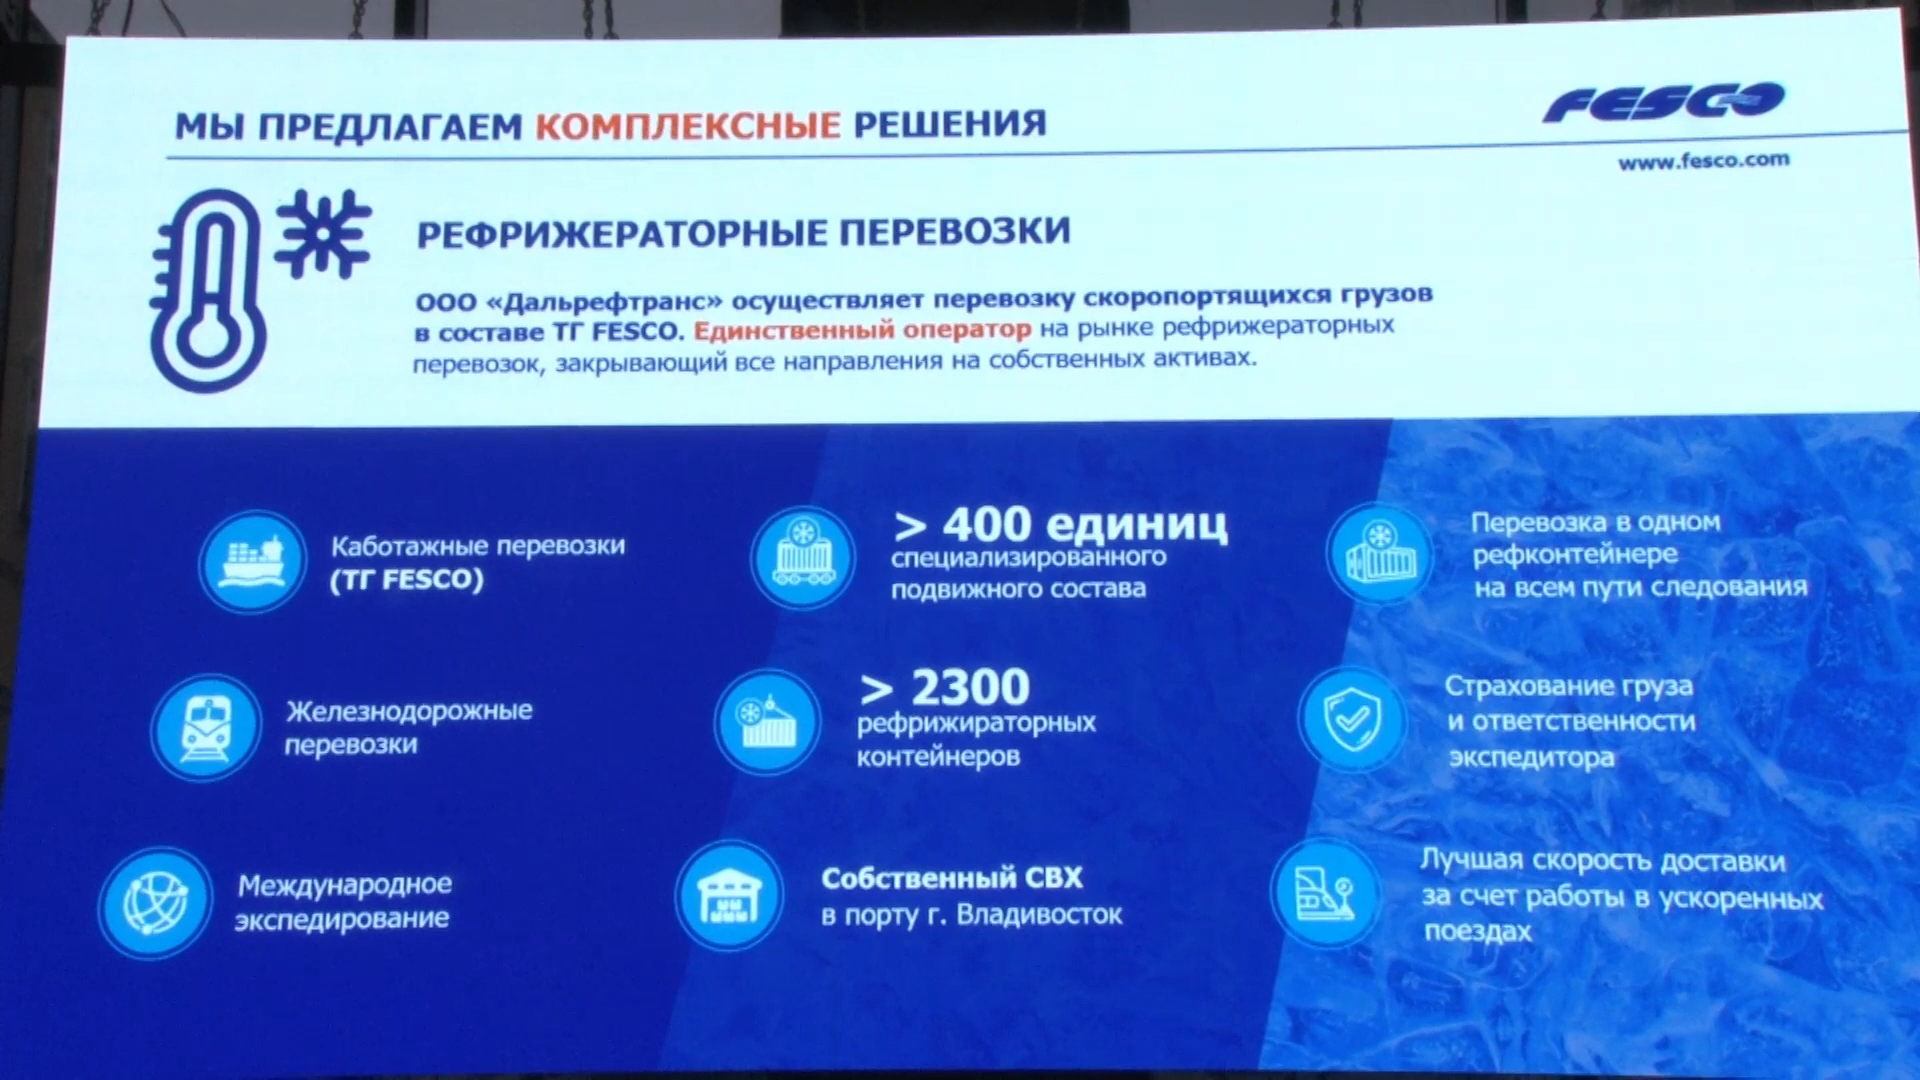 МЫ ПРЕДЛАГАЕМ КОМПЛЕКСНЫЕ РЕШЕНИЯ
FESCO
www.fesco.com
РЕФРИЖЕРАТОРНЫЕ ПЕРЕВОЗКИ
ООО «Дальрефтранс» осуществляет перевозку скоропортящихся грузов
в составе ТГ FESCO. Единственный оператор на рынке рефрижераторных
перевозок, закрывающий все направления на собственных активах.
Каботажные перевозки
(ТГ FESCO)
Железнодорожные
перевозки
Международное
экспедирование
> 400 единиц
специализированного
подвижного состава
> 2300
рефрижираторных
контейнеров
Собственный СВХ
в порту г. Владивосток
Перевозка в одном
рефконтейнере
на всем пути следования
Страхование груза
и ответственности
экспедитора
Лучшая скорость доставки
за счет работы в ускоренных
поездах